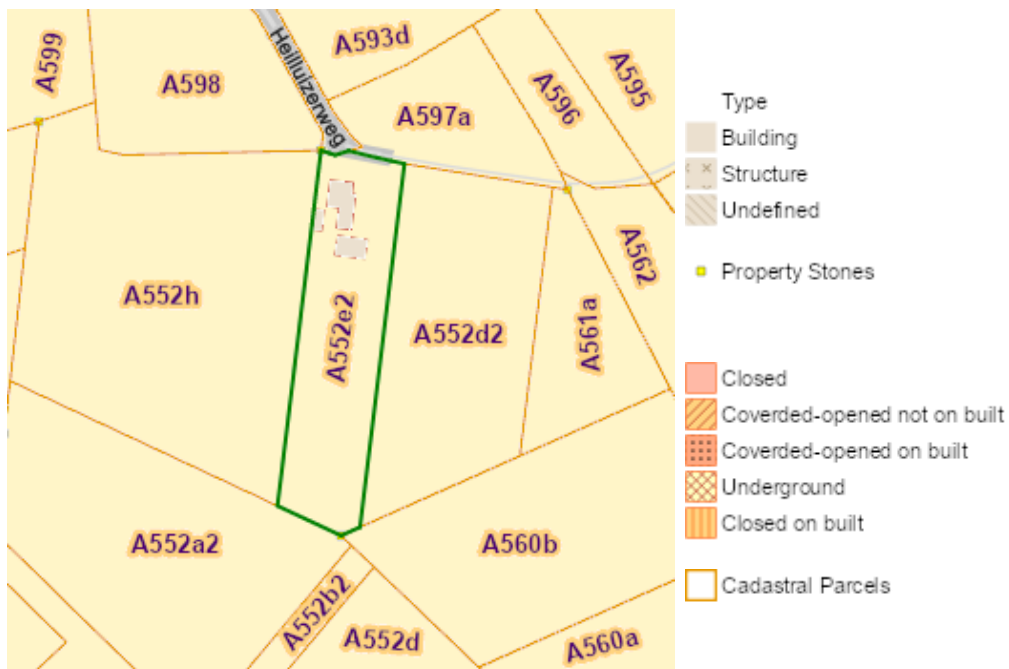 A599
A598
Heilluizerweg
A593d
A597a
A596
A595
A552h
A552e2
A552d2
A561a
A562
A552a2
A552b2
A552d
A560b
A560a
Type
Building
Structure
Undefined
Property Stones
Closed
Coverded-opened not on built
Coverded-opened on built
Underground
Closed on built
Cadastral Parcels